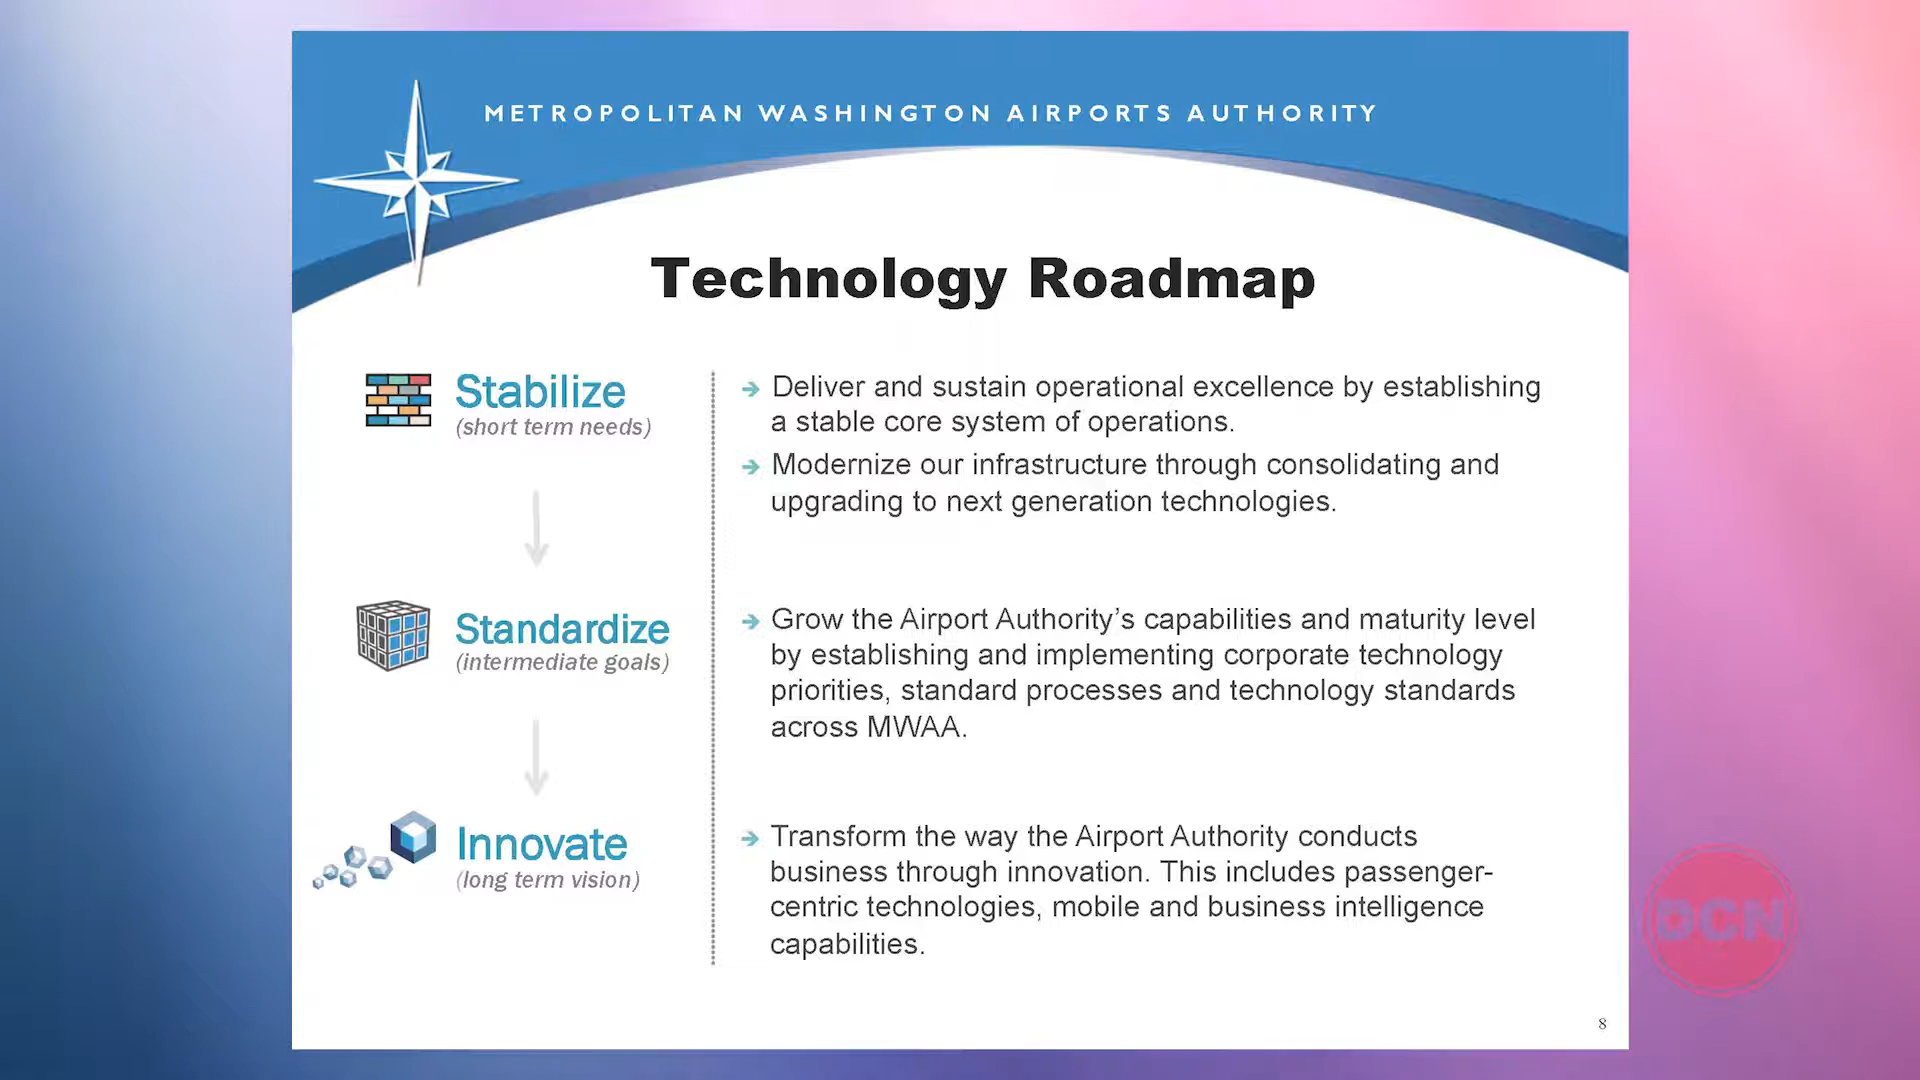 METROPOLITAN WASHINGTON AIRPORTS AUTHORITY
Technology Roadmap
Stabilize
(short term needs)
Deliver and sustain operational excellence by establishing
a stable core system of operations.
Modernize our infrastructure through consolidating and
upgrading to next generation technologies.
Standardize
(intermediate goals)
Grow the Airport Authority’s capabilities and maturity level
by establishing and implementing corporate technology
priorities, standard processes and technology standards
across MWAA.
Innovate
(long term vision)
Transform the way the Airport Authority conducts
business through innovation. This includes passenger-
centric technologies, mobile and business intelligence
capabilities.
DCN
8